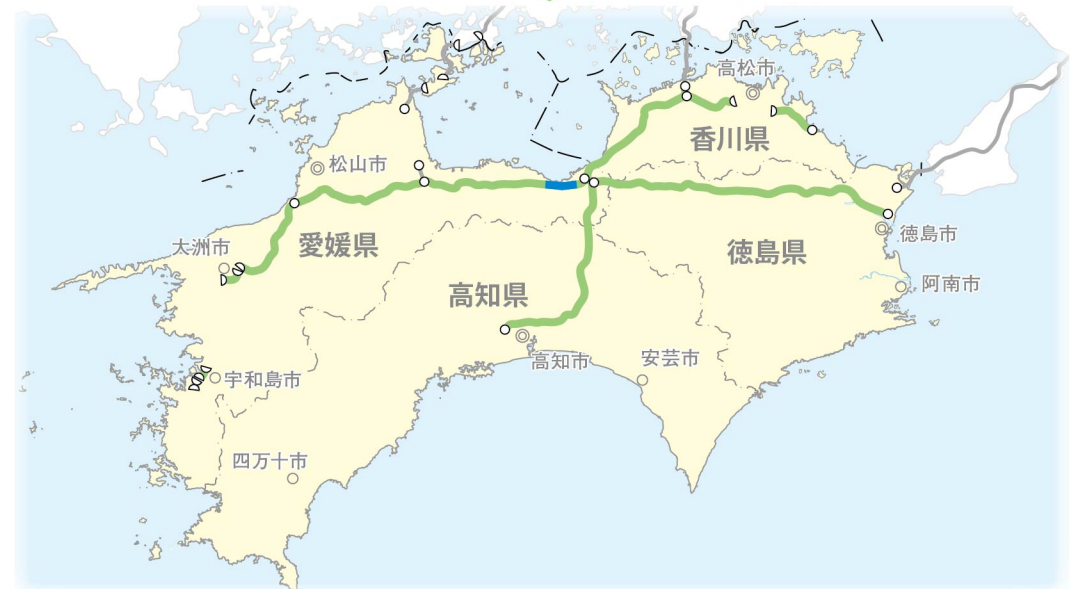 高松市
香川県
松山市
大洲市
愛媛県
徳島県
徳島市
阿南市
高知県
高知市
安芸市
宇和島市
四万十市